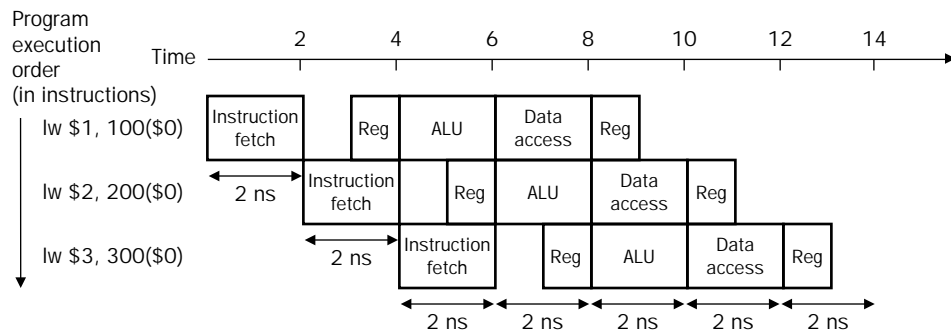 Program
execution
order
(in instructions)
Time
2 4 6 8 10 12 14
lw $1, 100($0)
Instruction
fetch
Reg
ALU
Data
access
Reg
lw $2, 200($0)
2 ns
Instruction
fetch
Reg
ALU
Data
access
Reg
lw $3, 300($0)
2 ns
Instruction
fetch
Reg
ALU
Data
access
Reg
2 ns 2 ns 2 ns 2 ns 2 ns